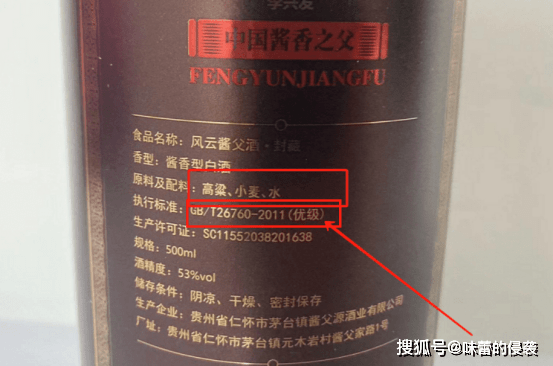 李兴发
中国酱香之父
FENGYUNJIANGFU
食品名称：风云酱父酒·封藏
香型：酱香型白酒
原料及配料：高粱、小麦、水
执行标准：GB/T26760-2011(优级)
生产许可证：SC11552038201638
规格：500ml
酒精度：53%vol
储存条件：阴凉、干燥、密封保存
生产企业：贵州省仁怀市茅台镇酱父源酒业有限公司
厂址：贵州省仁怀市茅台镇元木岩村酱父家路1号
搜狐号@味蕾的侵袭